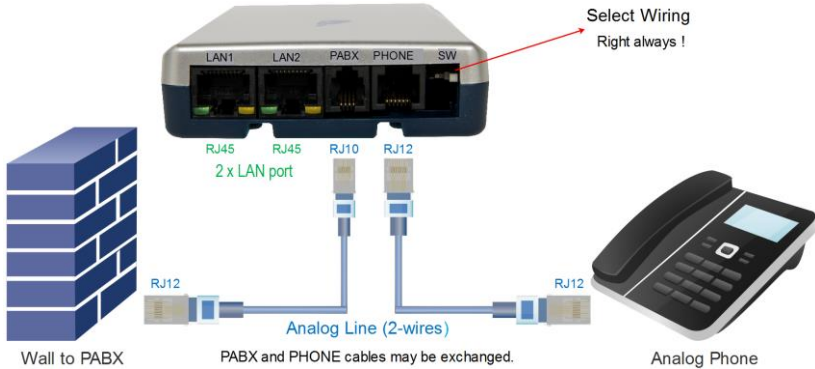 Select Wiring
Right always !
LAN1 LAN2 PABX PHONE SW
RJ45 RJ45 RJ10 RJ12
2 x LAN port
RJ12 RJ12
Analog Line (2-wires)
Wall to PABX PABX and PHONE cables may be exchanged. Analog Phone